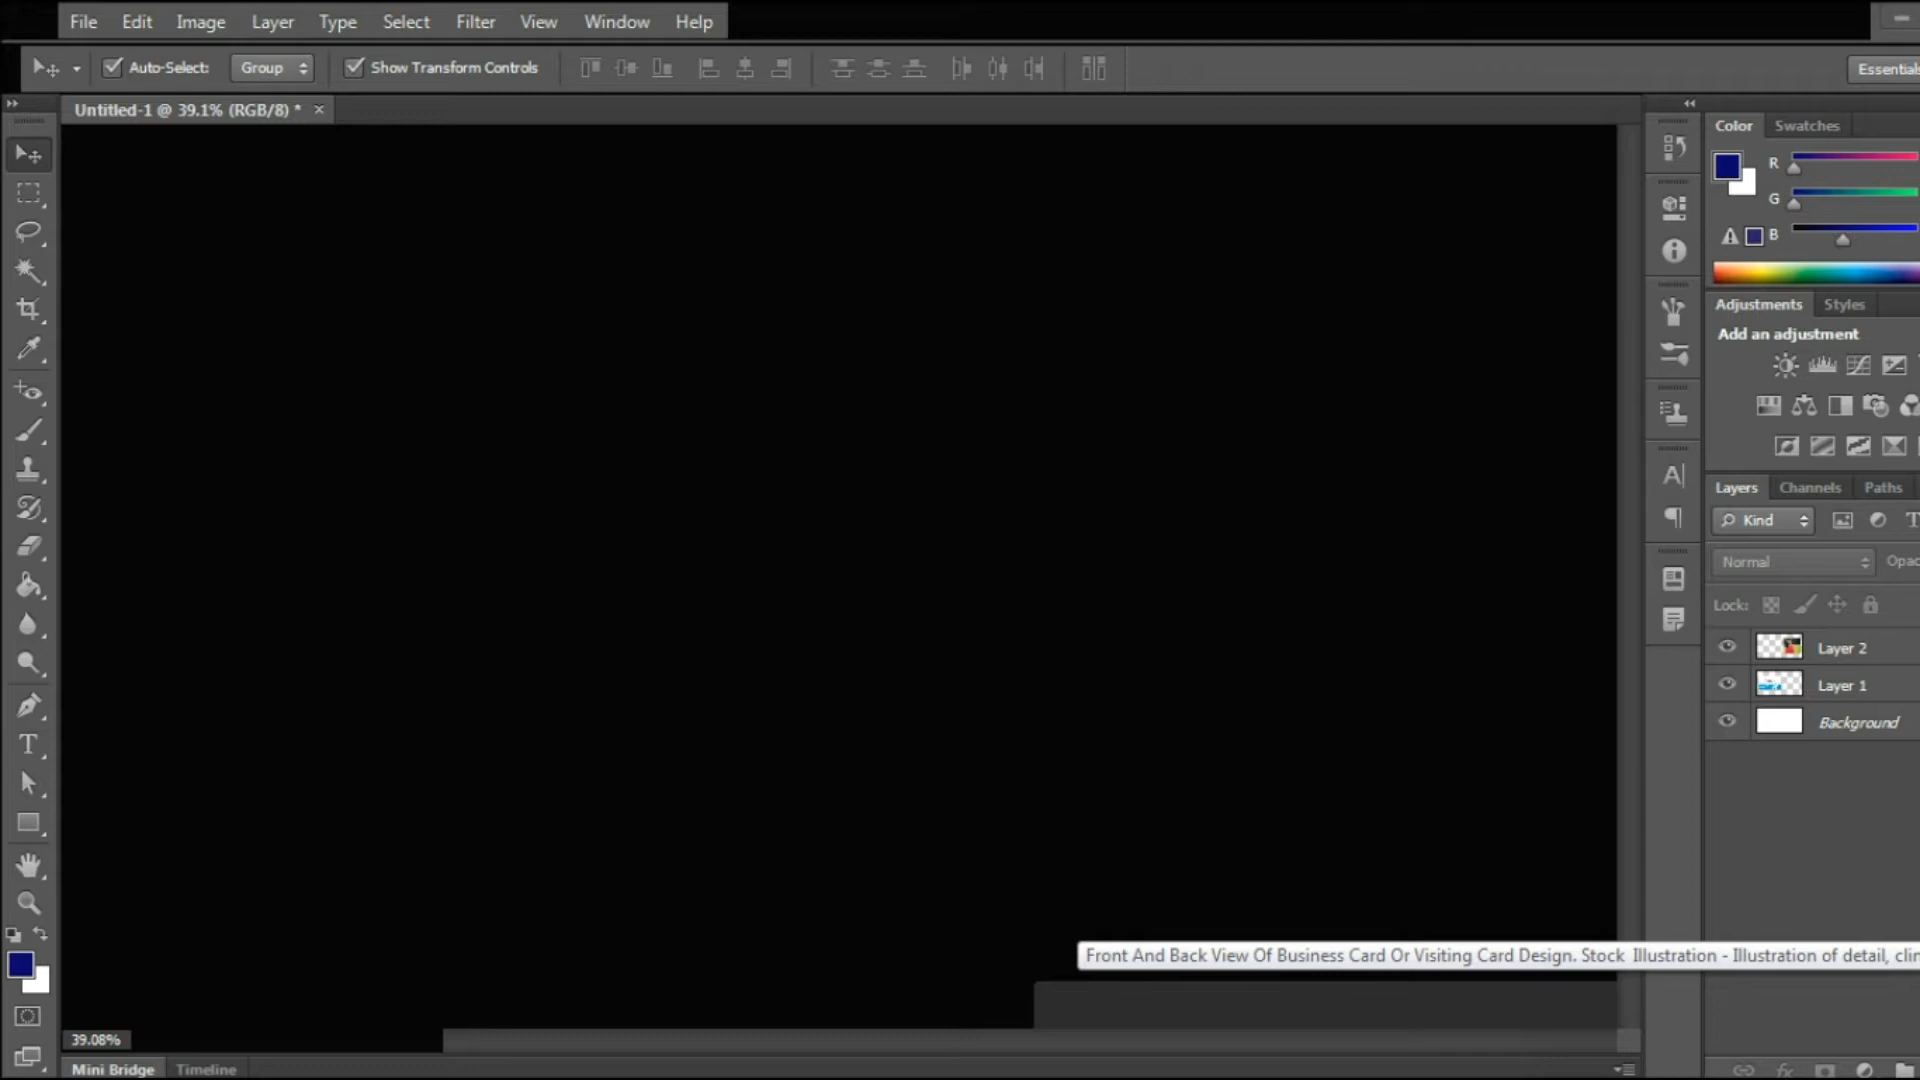 File Edit Image Layer Type Select Filter View Window Help
Auto-Select: Group Show Transform Controls
Essentials
Untitled-1 @ 39.1% (RGB/8) * ×
Color Swatches
R
G
B
Adjustments Styles
Add an adjustment
Layers Channels Paths
Kind
Normal Opac
Lock:
Layer 2
Layer 1
Background
Front And Back View Of Business Card Or Visiting Card Design. Stock Illustration - Illustration of detail, clin
39.08%
Mini Bridge Timeline